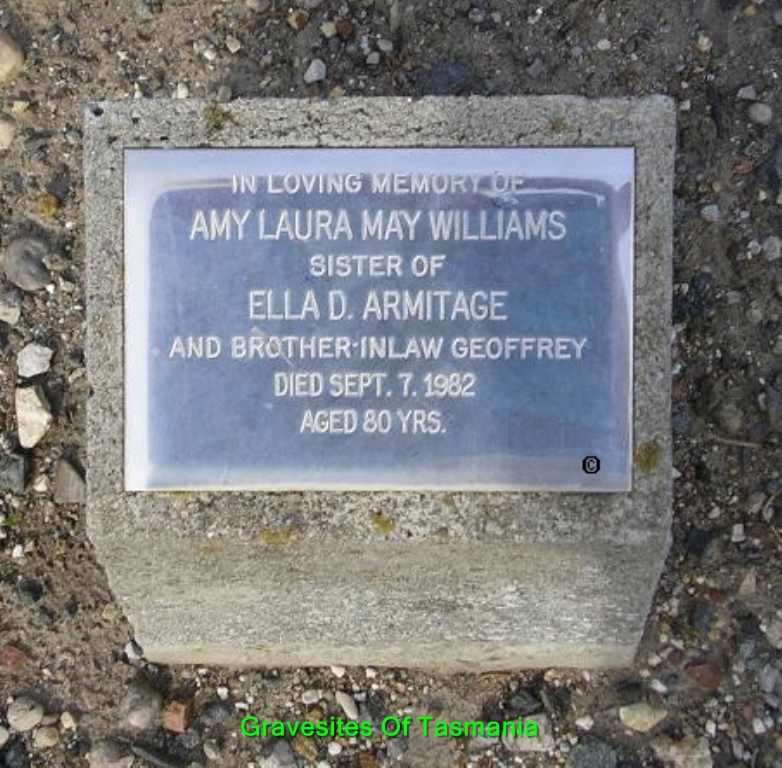 IN LOVING MEMORY OF
AMY LAURA MAY WILLIAMS
SISTER OF
ELLA D. ARMITAGE
AND BROTHER-INLAW GEOFFREY
DIED SEPT. 7. 1982
AGED 80 YRS.
©
Gravesites Of Tasmania